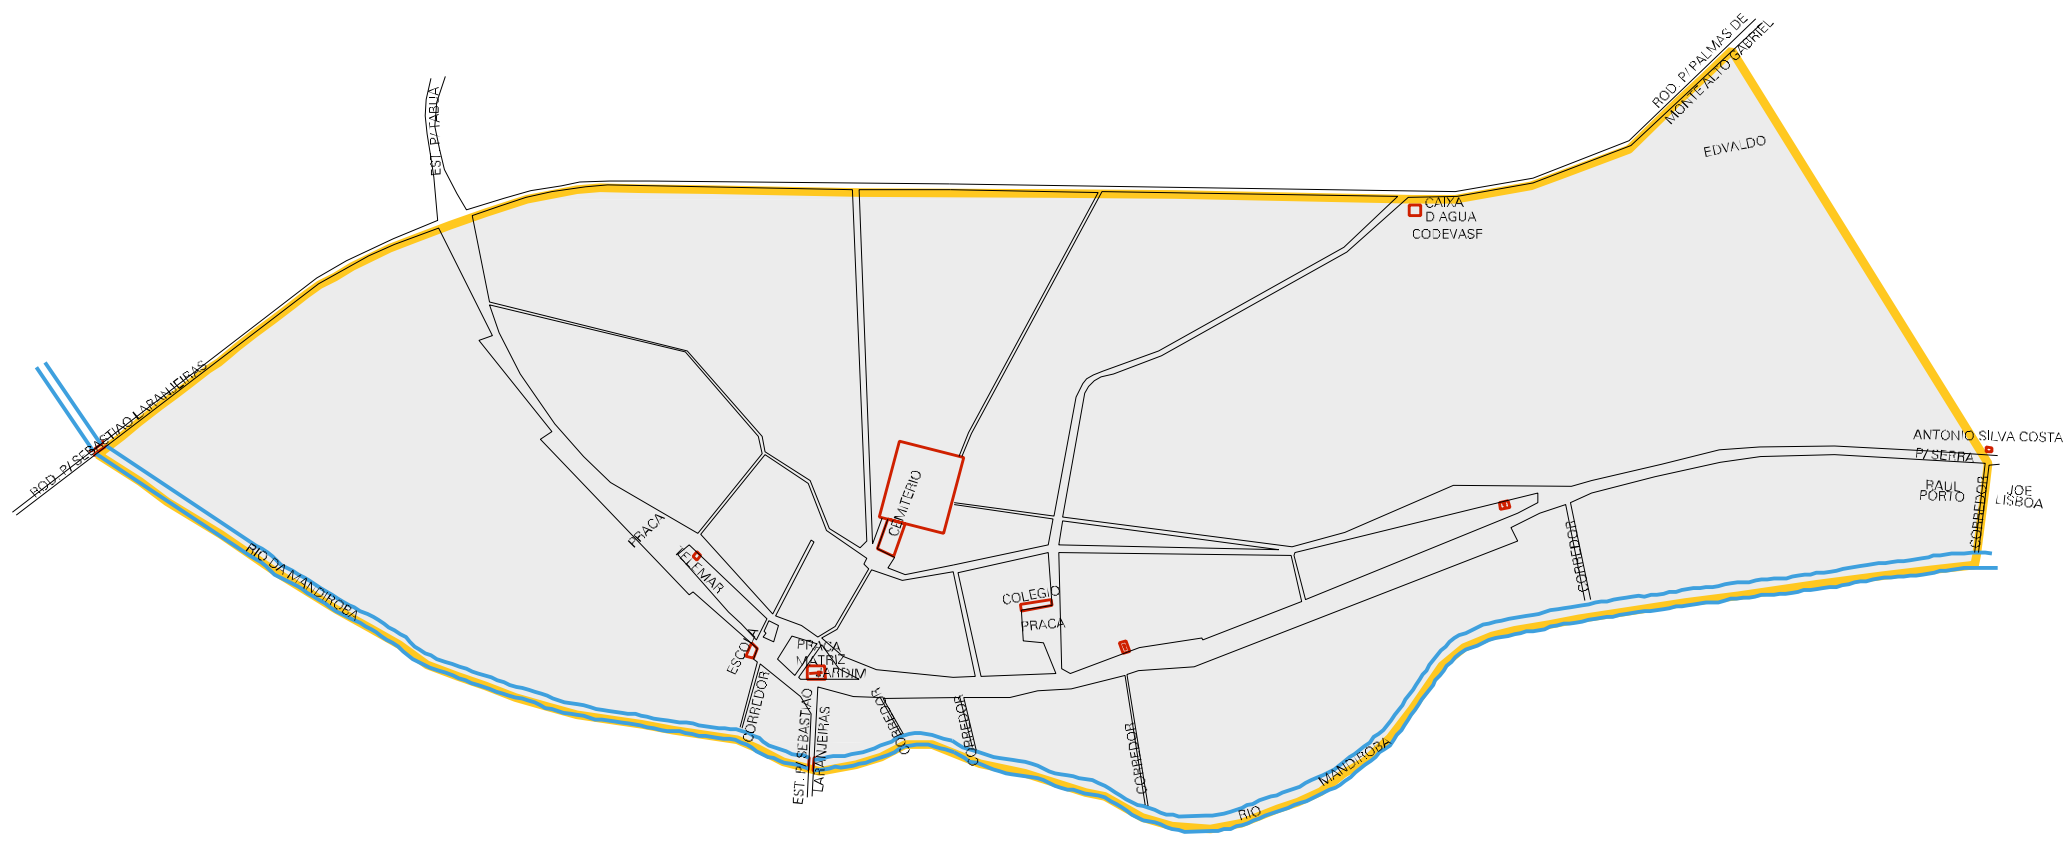 ROD P/ PALMAS DE
MONTE ALTO GABRIEL
EST. P/ TABUA
EDVALDO
CAIXA
D AGUA
CODEVASF
ROD. P/ SEBASTIAO LARANJEIRAS
ANTONIO SILVA COSTA
P/ SERRA
RAUL
PORTO
JOE
LISBOA
CORREDOR
CEMITERIO
PRACA
TELEMAR
RIO DA MANDIROBA
COLEGIO
PRACA
CORREDOR
ESCOLA
PRACA
MATRIZ
JARDIM
CORREDOR
EST. P/ SEBASTIAO
LARANJEIRAS
CORREDOR
CORREDOR
CORREDOR
RIO
MANDIROBA